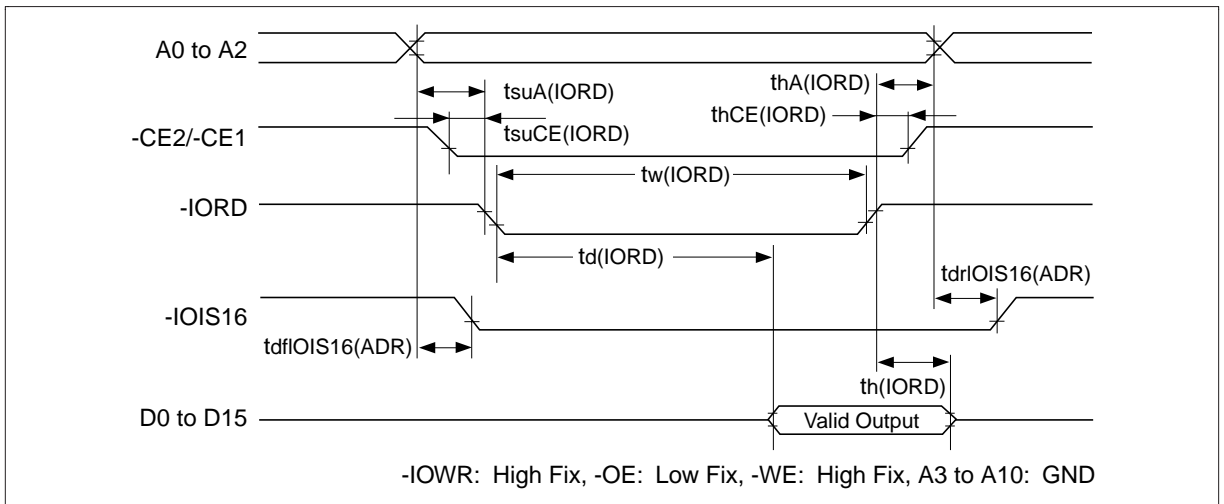 A0 to A2
tsuA(IORD)
thA(IORD)
-CE2/-CE1
tsuCE(IORD)
thCE(IORD)
tw(IORD)
-IORD
td(IORD)
tdrIOIS16(ADR)
-IOIS16
tdfIOIS16(ADR)
th(IORD)
D0 to D15
Valid Output
-IOWR: High Fix, -OE: Low Fix, -WE: High Fix, A3 to A10: GND